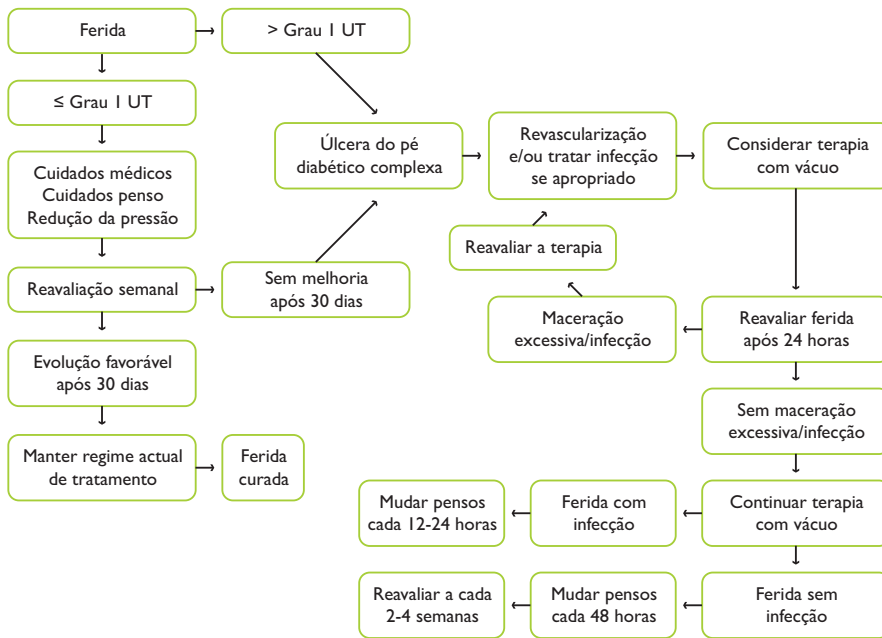 Ferida
> Grau 1 UT
≤ Grau 1 UT
Úlcera do pé
diabético complexa
Revascularização
e/ou tratar infecção
se apropriado
Considerar terapia
com vácuo
Cuidados médicos
Cuidados penso
Redução da pressão
Reavaliar a terapia
Reavaliação semanal
Sem melhoria
após 30 dias
Maceração
excessiva/infecção
Reavaliar ferida
após 24 horas
Evolução favorável
após 30 dias
Sem maceração
excessiva/infecção
Manter regime actual
de tratamento
Ferida
curada
Mudar pensos
cada 12-24 horas
Ferida com
infecção
Continuar terapia
com vácuo
Reavaliar a cada
2-4 semanas
Mudar pensos
cada 48 horas
Ferida sem
infecção